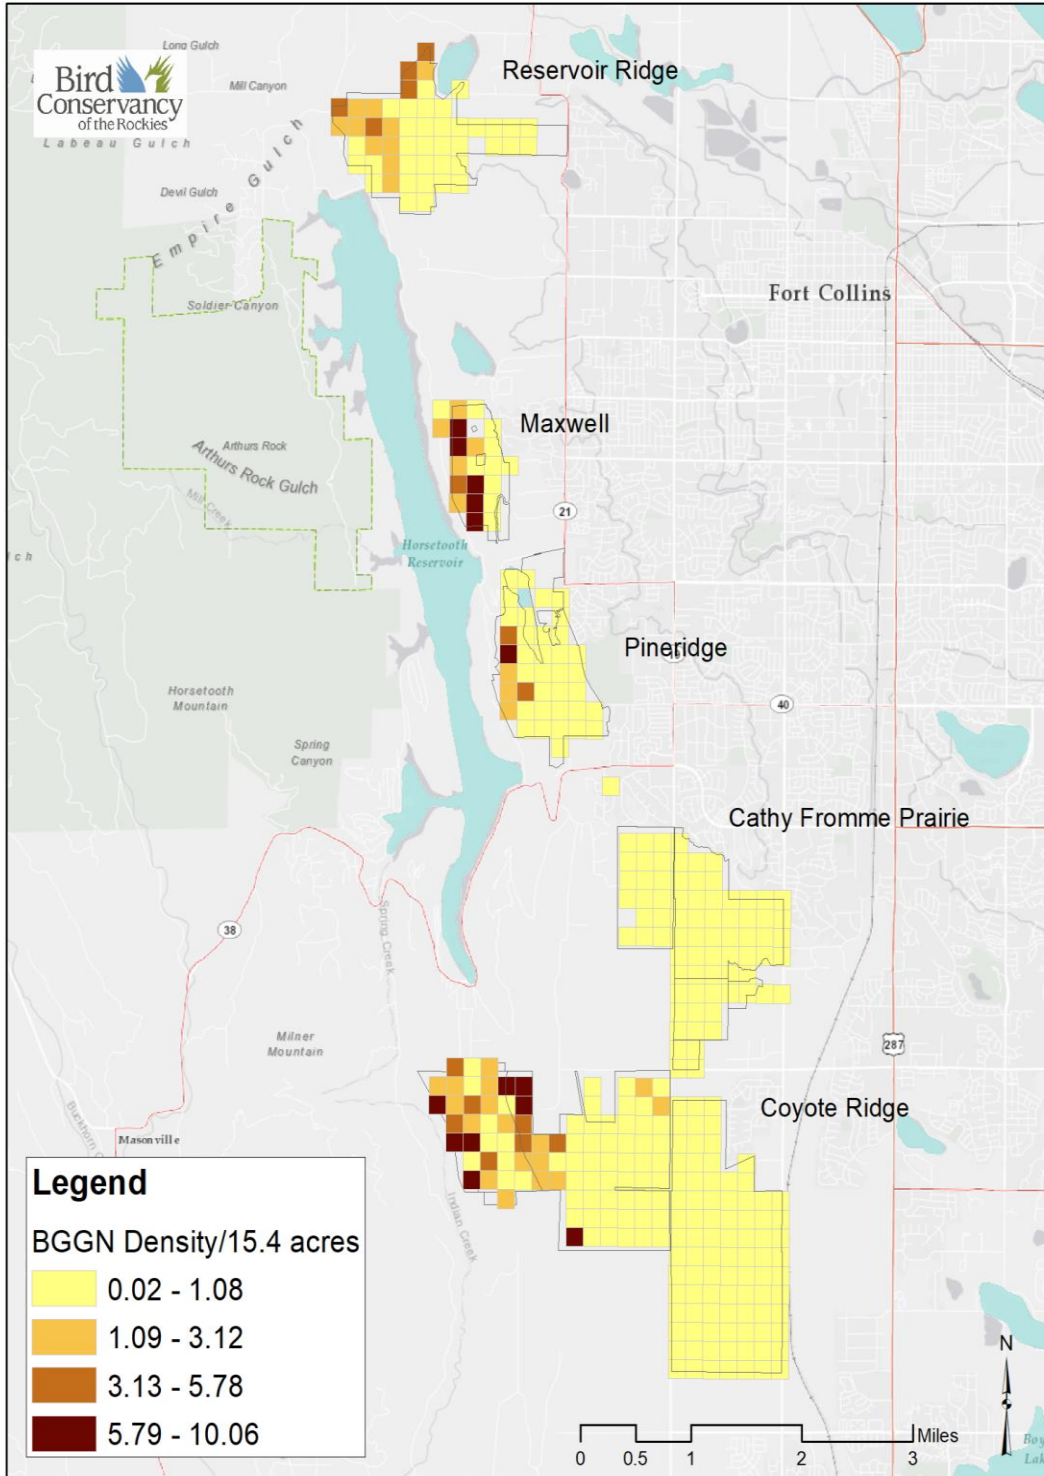 Long Gulch
Bird
Conservancy
of the Rockies
Mill Canyon
Labeau Gulch
Reservoir Ridge
Devil Gulch
Empire Gulch
Soldier Canyon
Fort Collins
Arthurs Rock
Arthurs Rock Gulch
Mill Creek
Maxwell
21
Horsetooth
Reservoir
Pineridge
Horsetooth
Mountain
40
Spring
Canyon
Cathy Fromme Prairie
38
Spring Creek
Milner
Mountain
287
Coyote Ridge
Masonville
Indian Creek
Legend
BGGN Density/15.4 acres
0.02 - 1.08
1.09 - 3.12
3.13 - 5.78
5.79 - 10.06
N
Miles
0 0.5 1 2 3